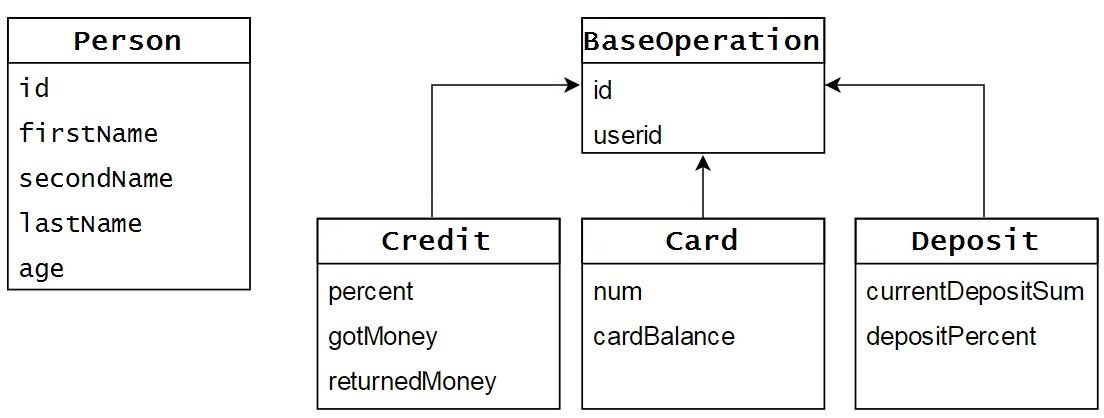 Person
id
firstName
secondName
lastName
age
BaseOperation
id
userid
Credit
percent
gotMoney
returnedMoney
Card
num
cardBalance
Deposit
currentDepositSum
depositPercent